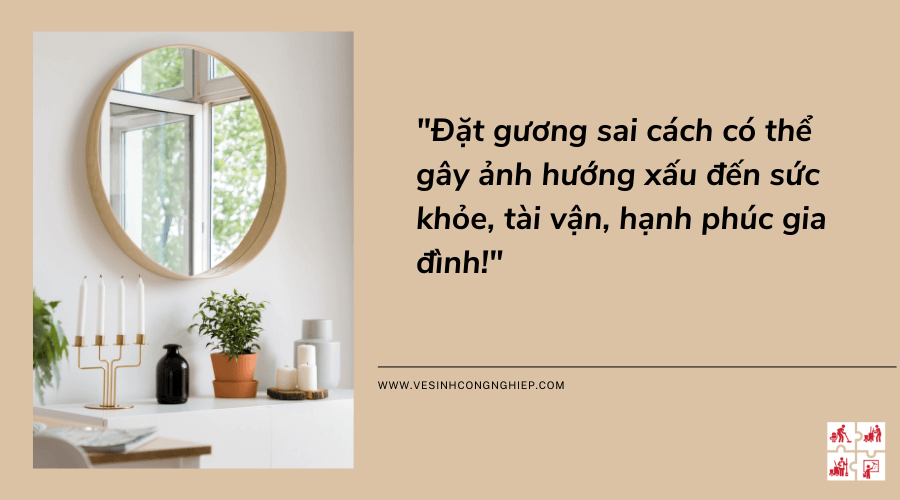 "Đặt gương sai cách có thể
gây ảnh hướng xấu đến sức
khỏe, tài vận, hạnh phúc gia
đình!"
WWW.VESINHCONGNGHIEP.COM